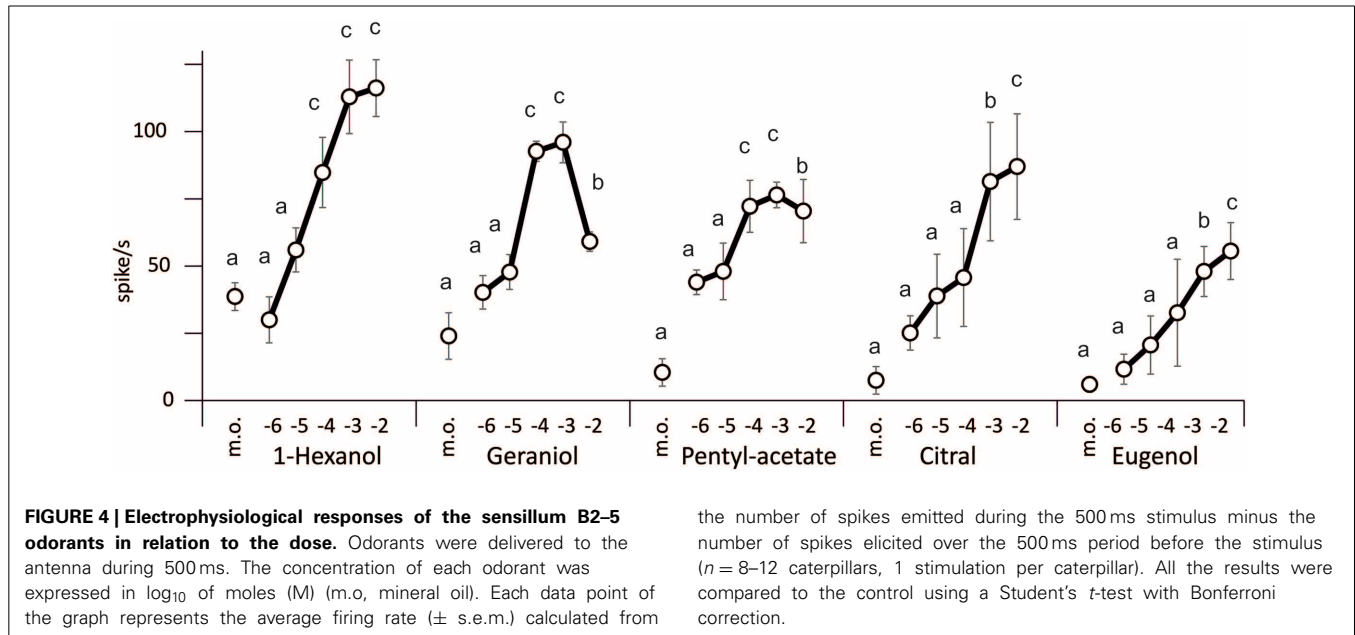 c c
c c
c c c
c b c
b
a a a a a
a a a a a a a a b c
a a a a a a
100
50
0
spike/s
m.o. -6 -5 -4 -3 -2 m.o. -6 -5 -4 -3 -2 m.o. -6 -5 -4 -3 -2 m.o. -6 -5 -4 -3 -2 m.o. -6 -5 -4 -3 -2
1-Hexanol Geraniol Pentyl-acetate Citral Eugenol
FIGURE 4 | Electrophysiological responses of the sensillum B2–5
odorants in relation to the dose. Odorants were delivered to the
antenna during 500 ms. The concentration of each odorant was
expressed in log10 of moles (M) (m.o, mineral oil). Each data point of
the graph represents the average firing rate (± s.e.m.) calculated from
the number of spikes emitted during the 500 ms stimulus minus the
number of spikes elicited over the 500 ms period before the stimulus
(n = 8–12 caterpillars, 1 stimulation per caterpillar). All the results were
compared to the control using a Student's t-test with Bonferroni
correction.